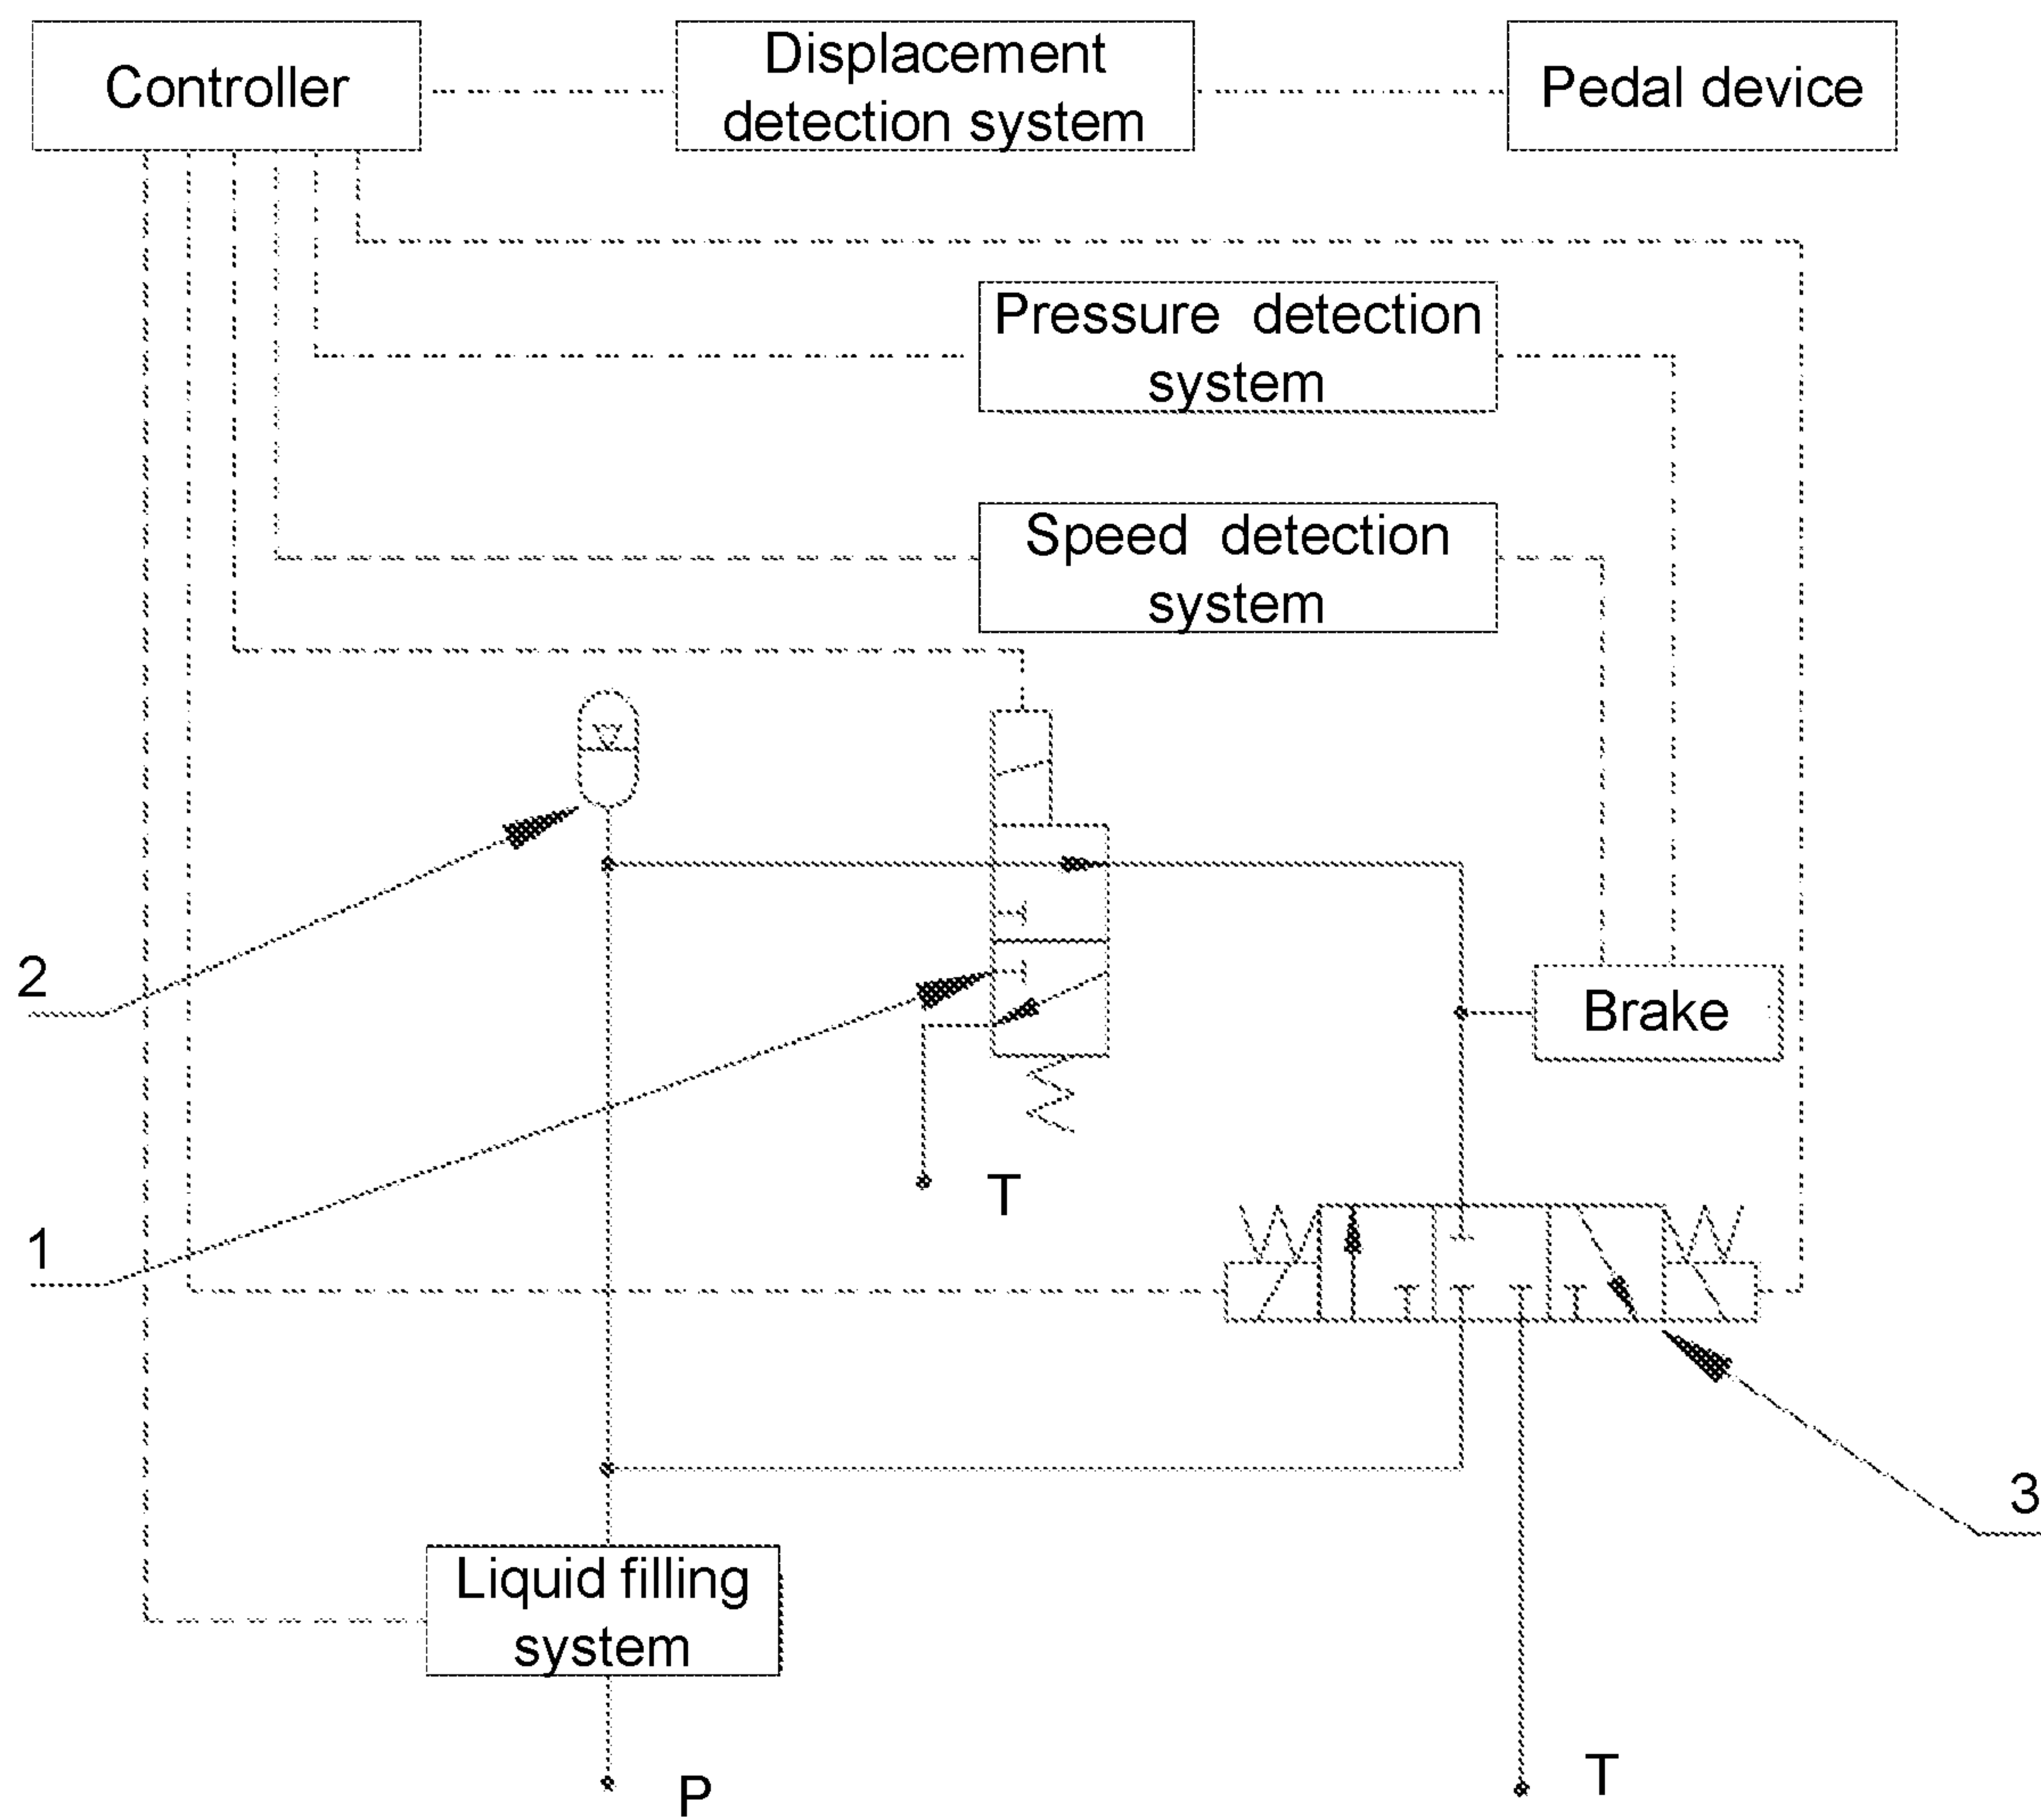 Controller
Displacement
detection system
Pedal device
Pressure detection
system
Speed detection
system
2
Brake
1
T
3
Liquid filling
system
P
T